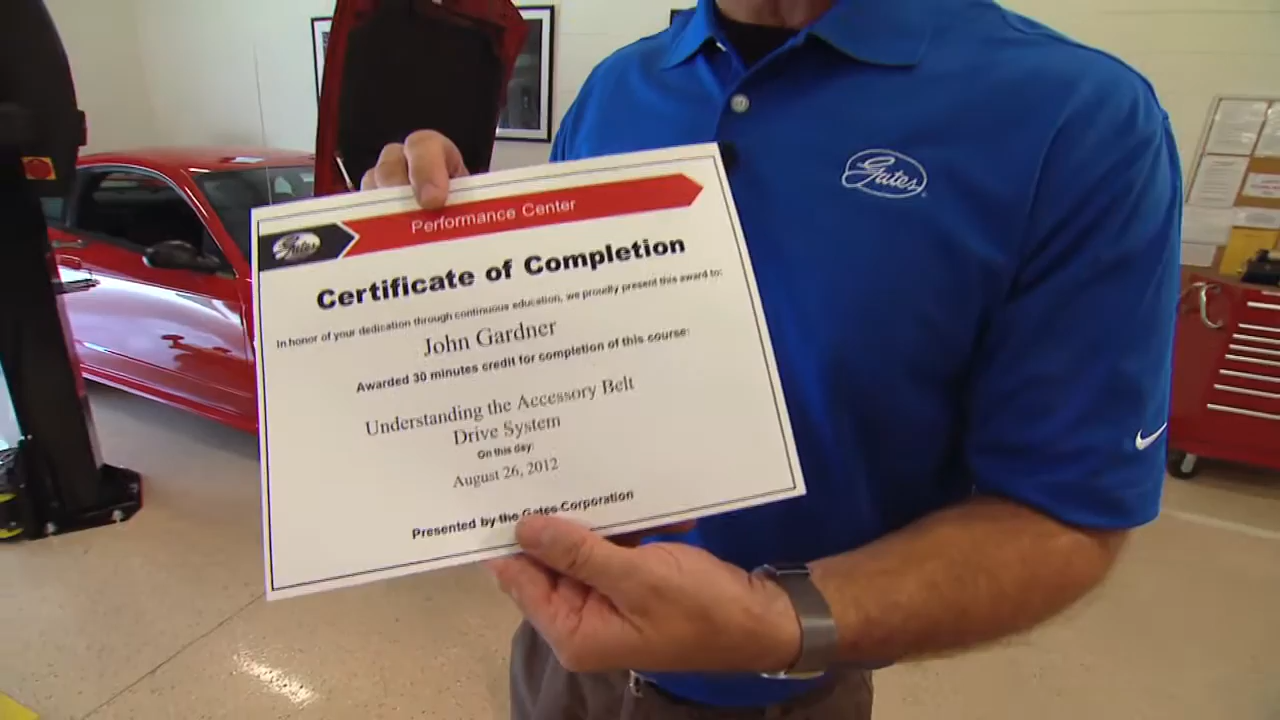 Gates
Performance Center
Gates
Certificate of Completion
In honor of your dedication through continuous education, we proudly present this award to:
John Gardner
Awarded 30 minutes credit for completion of this course:
Understanding the Accessory Belt
Drive System
On this day:
August 26, 2012
Presented by the Gates Corporation